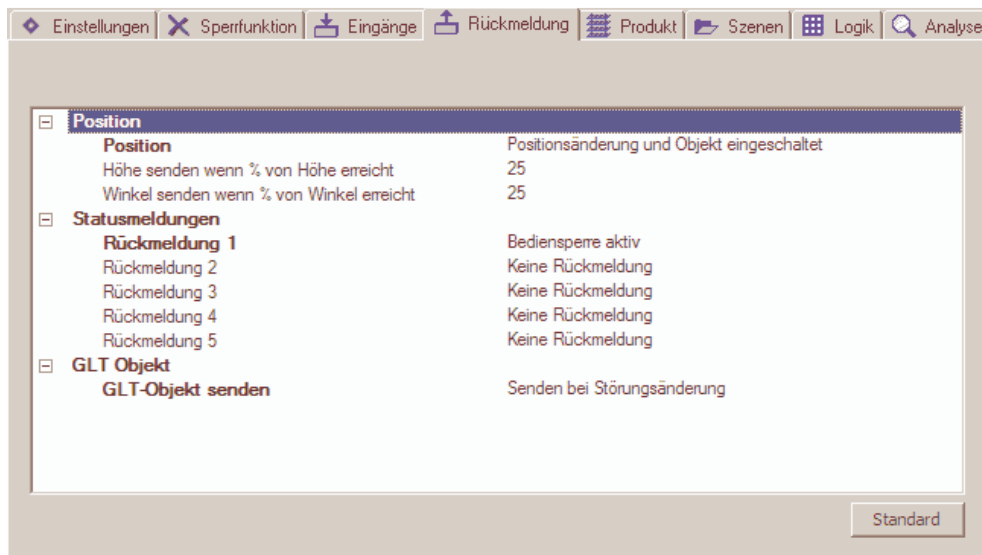 Einstellungen Sperrfunktion Eingänge Rückmeldung Produkt Szenen Logik Analyse
Position
Position Positionsänderung und Objekt eingeschaltet
Höhe senden wenn % von Höhe erreicht 25
Winkel senden wenn % von Winkel erreicht 25
Statusmeldungen
Rückmeldung 1 Bediensperre aktiv
Rückmeldung 2 Keine Rückmeldung
Rückmeldung 3 Keine Rückmeldung
Rückmeldung 4 Keine Rückmeldung
Rückmeldung 5 Keine Rückmeldung
GLT Objekt
GLT-Objekt senden Senden bei Störungsänderung
Standard